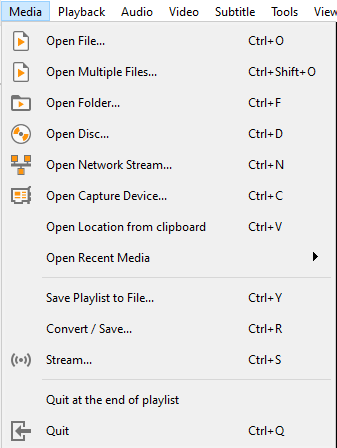 Media Playback Audio Video Subtitle Tools View
Open File... Ctrl+O
Open Multiple Files... Ctrl+Shift+O
Open Folder... Ctrl+F
Open Disc... Ctrl+D
Open Network Stream... Ctrl+N
Open Capture Device... Ctrl+C
Open Location from clipboard Ctrl+V
Open Recent Media
Save Playlist to File... Ctrl+Y
Convert / Save... Ctrl+R
Stream... Ctrl+S
Quit at the end of playlist
Quit Ctrl+Q